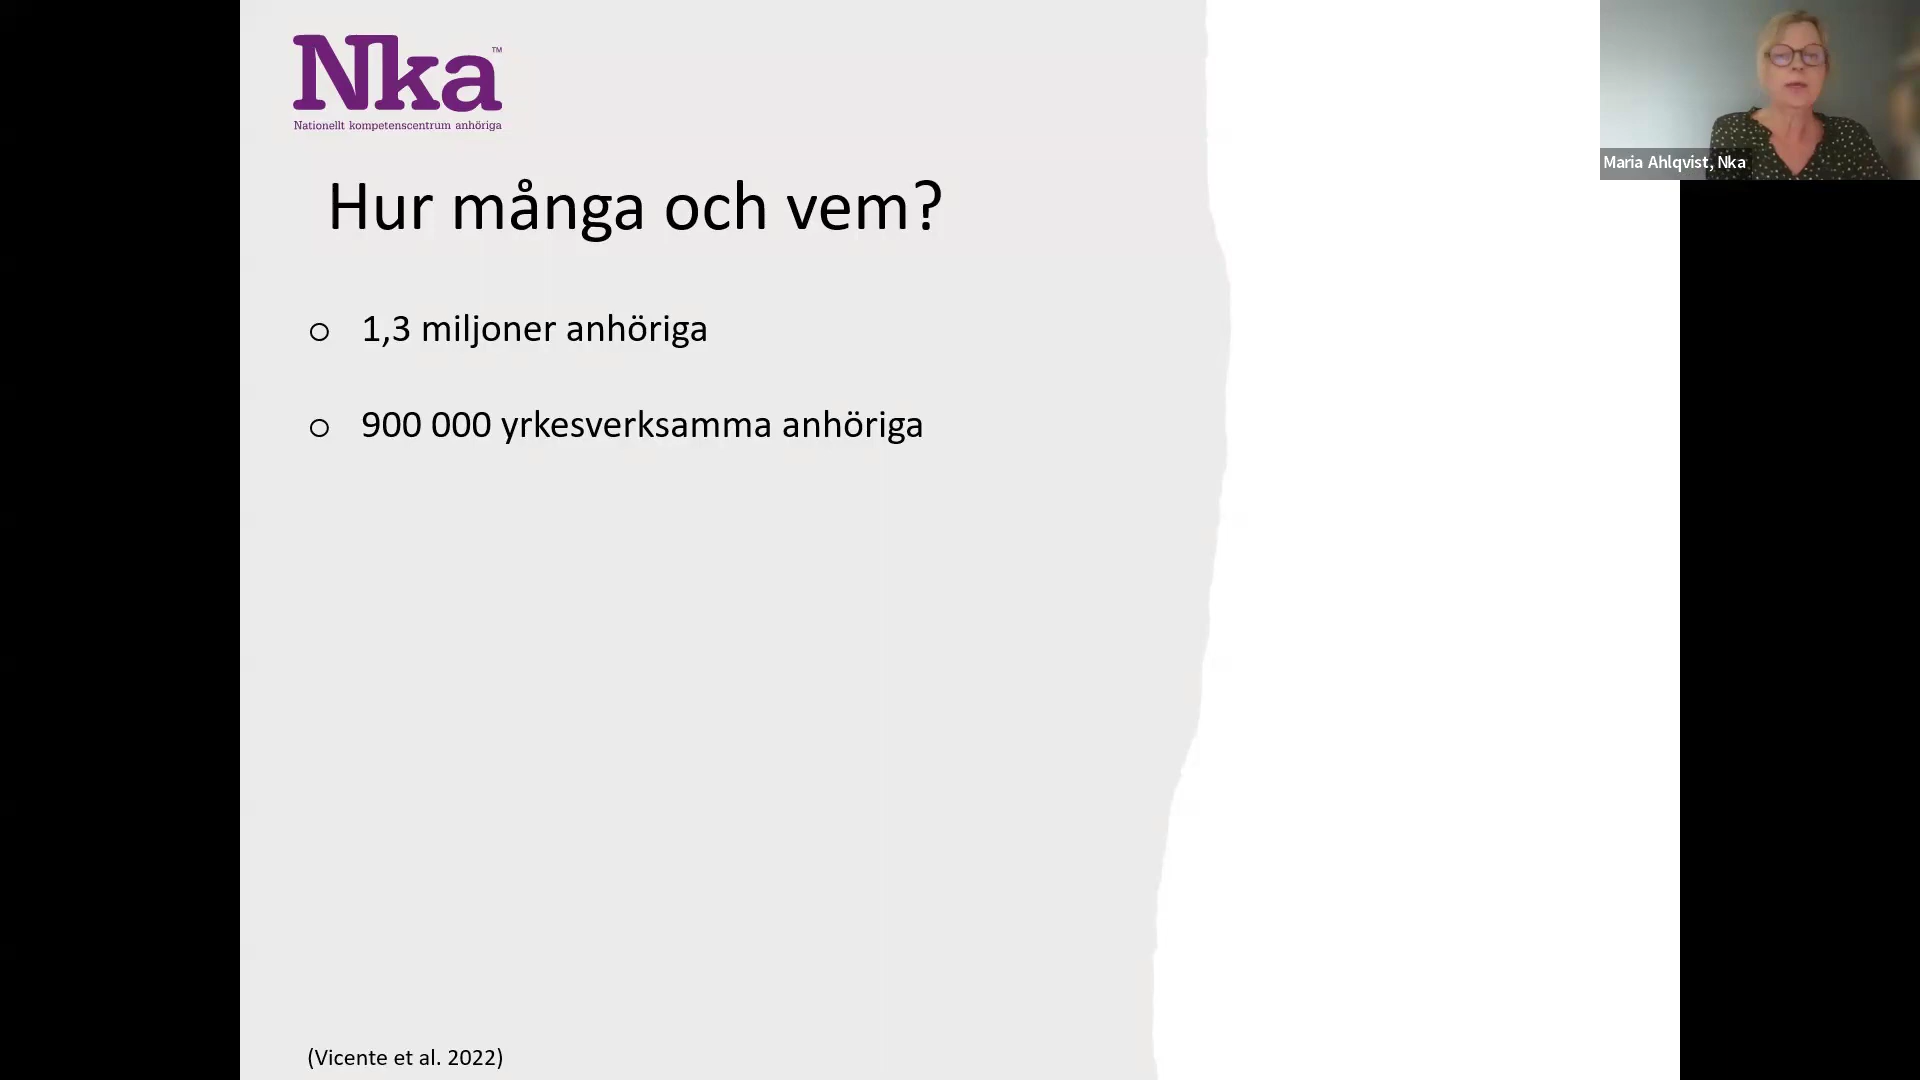 Nka™
Nationellt kompetenscentrum anhöriga
Maria Ahlqvist, Nka
Hur många och vem?
o 1,3 miljoner anhöriga
o 900 000 yrkesverksamma anhöriga
(Vicente et al. 2022)